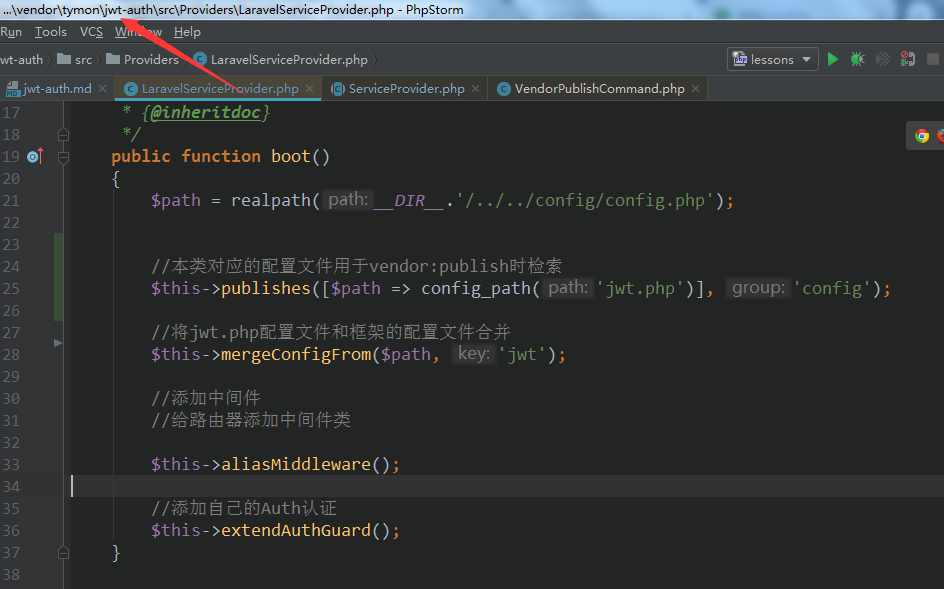 ...\vendor\tymon\jwt-auth\src\Providers\LaravelServiceProvider.php - PhpStorm
Run Tools VCS Window Help
wt-auth src Providers LaravelServiceProvider.php lessons
jwt-auth.md LaravelServiceProvider.php ServiceProvider.php VendorPublishCommand.php
17 * {@inheritdoc}
18 */
19 public function boot()
20 {
21 $path = realpath( path: __DIR__.'/../../config/config.php');
22
23
24 //本类对应的配置文件用于vendor:publish时检索
25 $this->publishes([$path => config_path( path: 'jwt.php')], group: 'config');
26
27 //将jwt.php配置文件和框架的配置文件合并
28 $this->mergeConfigFrom($path, key: 'jwt');
29
30 //添加中间件
31 //给路由器添加中间件类
32
33 $this->aliasMiddleware();
34
35 //添加自己的Auth认证
36 $this->extendAuthGuard();
37 }
38